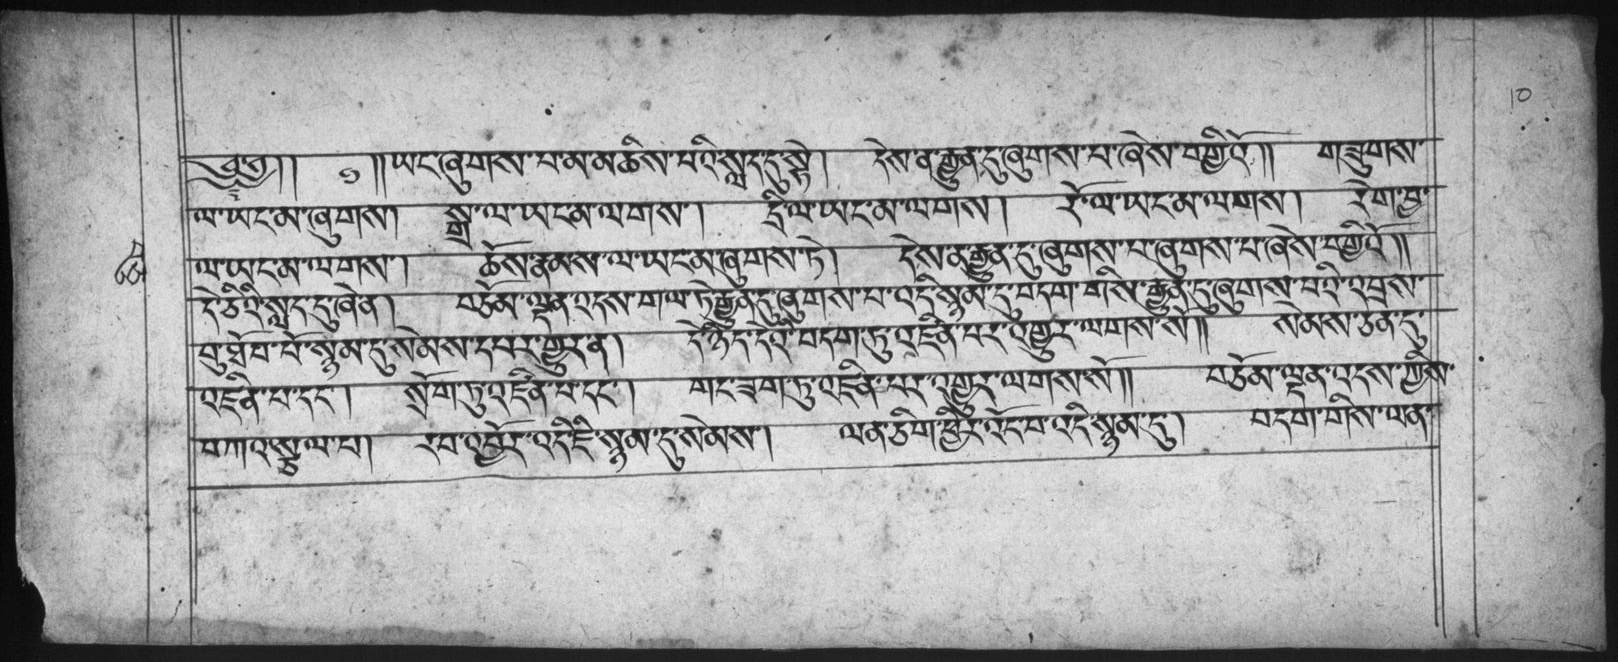 ༄༅།། ༡ །།ཡང་ཞུགས་པ་མ་མཆིས་པའི་སླད་དུ་སྟེ། དེས་ན་རྒྱུན་དུ་ཞུགས་པ་ཞེས་བགྱིའོ།། གཟུགས་
ལ་ཡང་མ་ཞུགས། སྒྲ་ལ་ཡང་མ་ལགས། དྲི་ལ་ཡང་མ་ལགས། རོ་ལ་ཡང་མ་ལགས། རེག་བྱ་
ལ་ཡང་མ་ལགས། ཆོས་རྣམས་ལ་ཡང་མ་ཞུགས་ཏེ། དེས་ན་རྒྱུན་དུ་ཞུགས་པ་ཞུགས་པ་ཞེས་བགྱིའོ།།
དེ་ཅིའི་སླད་དུ་ཞེ་ན། བཅོམ་ལྡན་འདས་གལ་ཏེ་རྒྱུན་དུ་ཞུགས་པ་འདི་སྙམ་དུ་བདག་གིས་རྒྱུན་དུ་ཞུགས་པའི་འབྲས་
བུ་ཐོབ་པོ་སྙམ་དུ་སེམས་པར་གྱུར་ན། དེ་ཉིད་དེའི་བདག་ཏུ་འཛིན་པར་འགྱུར་ལགས་སོ།། སེམས་ཅན་དུ་
འཛིན་པ་དང་། སྲོག་ཏུ་འཛིན་པ་དང་། གང་ཟག་ཏུ་འཛིན་པར་འགྱུར་ལགས་སོ།། བཅོམ་ལྡན་འདས་ཀྱིས་
བཀའ་སྩལ་པ། རབ་འབྱོར་འདི་ཇི་སྙམ་དུ་སེམས། ལན་ཅིག་ཕྱིར་འོང་བ་འདི་སྙམ་དུ། བདག་གིས་ལན་
10